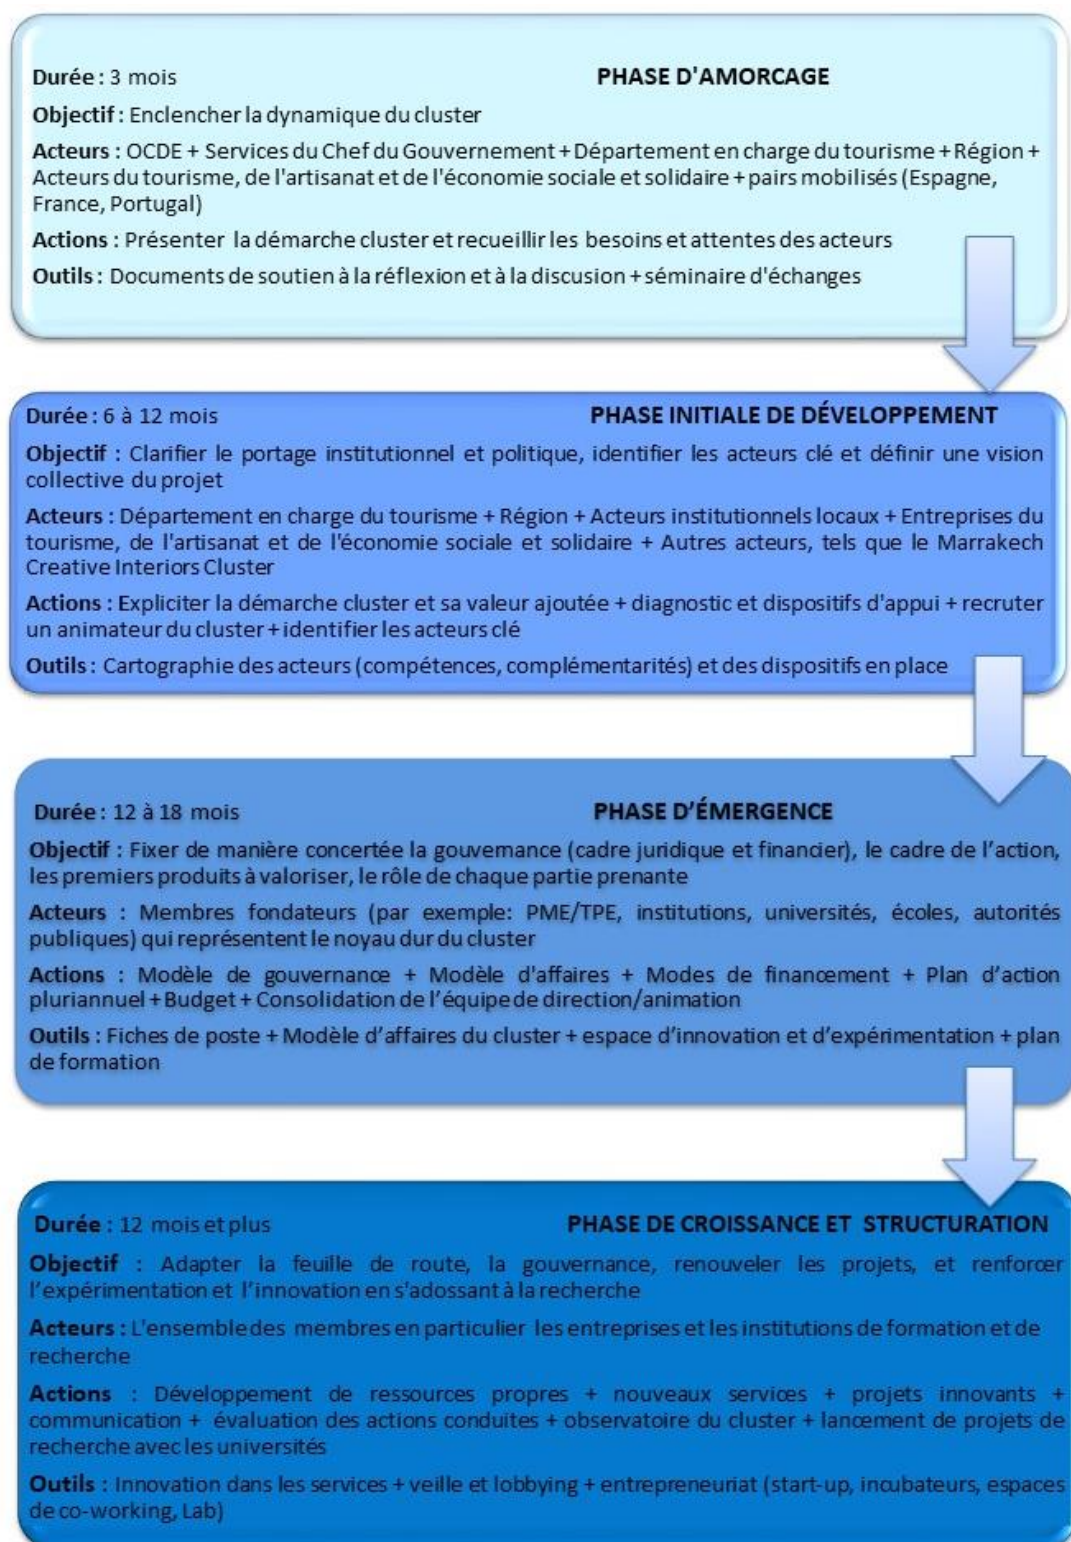 Durée : 3 mois PHASE D'AMORCAGE
Objectif : Enclencher la dynamique du cluster
Acteurs : OCDE + Services du Chef du Gouvernement + Département en charge du tourisme + Région +
Acteurs du tourisme, de l'artisanat et de l'économie sociale et solidaire + pairs mobilisés (Espagne,
France, Portugal)
Actions : Présenter la démarche cluster et recueillir les besoins et attentes des acteurs
Outils : Documents de soutien à la réflexion et à la discusion + séminaire d'échanges
Durée : 6 à 12 mois PHASE INITIALE DE DÉVELOPPEMENT
Objectif : Clarifier le portage institutionnel et politique, identifier les acteurs clé et définir une vision
collective du projet
Acteurs : Département en charge du tourisme + Région + Acteurs institutionnels locaux + Entreprises du
tourisme, de l'artisanat et de l'économie sociale et solidaire + Autres acteurs, tels que le Marrakech
Creative Interiors Cluster
Actions : Expliciter la démarche cluster et sa valeur ajoutée + diagnostic et dispositifs d'appui + recruter
un animateur du cluster + identifier les acteurs clé
Outils : Cartographie des acteurs (compétences, complémentarités) et des dispositifs en place
Durée : 12 à 18 mois PHASE D’ÉMERGENCE
Objectif : Fixer de manière concertée la gouvernance (cadre juridique et financier), le cadre de l’action,
les premiers produits à valoriser, le rôle de chaque partie prenante
Acteurs : Membres fondateurs (par exemple: PME/TPE, institutions, universités, écoles, autorités
publiques) qui représentent le noyau dur du cluster
Actions : Modèle de gouvernance + Modèle d'affaires + Modes de financement + Plan d’action
pluriannuel + Budget + Consolidation de l’équipe de direction/animation
Outils : Fiches de poste + Modèle d’affaires du cluster + espace d’innovation et d’expérimentation + plan
de formation
Durée : 12 mois et plus PHASE DE CROISSANCE ET STRUCTURATION
Objectif : Adapter la feuille de route, la gouvernance, renouveler les projets, et renforcer
l’expérimentation et l’innovation en s'adossant à la recherche
Acteurs : L'ensemble des membres en particulier les entreprises et les institutions de formation et de
recherche
Actions : Développement de ressources propres + nouveaux services + projets innovants +
communication + évaluation des actions conduites + observatoire du cluster + lancement de projets de
recherche avec les universités
Outils : Innovation dans les services + veille et lobbying + entrepreneuriat (start-up, incubateurs, espaces
de co-working, Lab)